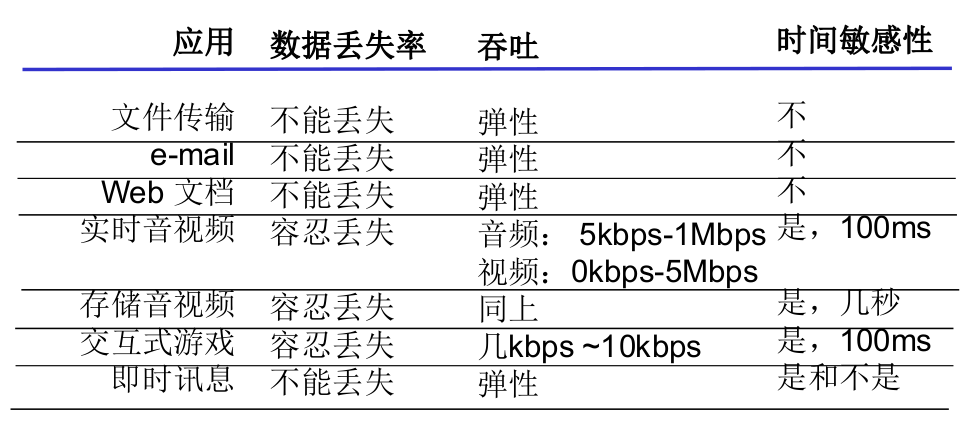 应用 数据丢失率 吞吐 时间敏感性
文件传输 不能丢失 弹性 不
e-mail 不能丢失 弹性 不
Web 文档 不能丢失 弹性 不
实时音视频 容忍丢失 音频： 5kbps-1Mbps 是，100ms
视频：0kbps-5Mbps
存储音视频 容忍丢失 同上 是，几秒
交互式游戏 容忍丢失 几kbps ~10kbps 是，100ms
即时讯息 不能丢失 弹性 是和不是